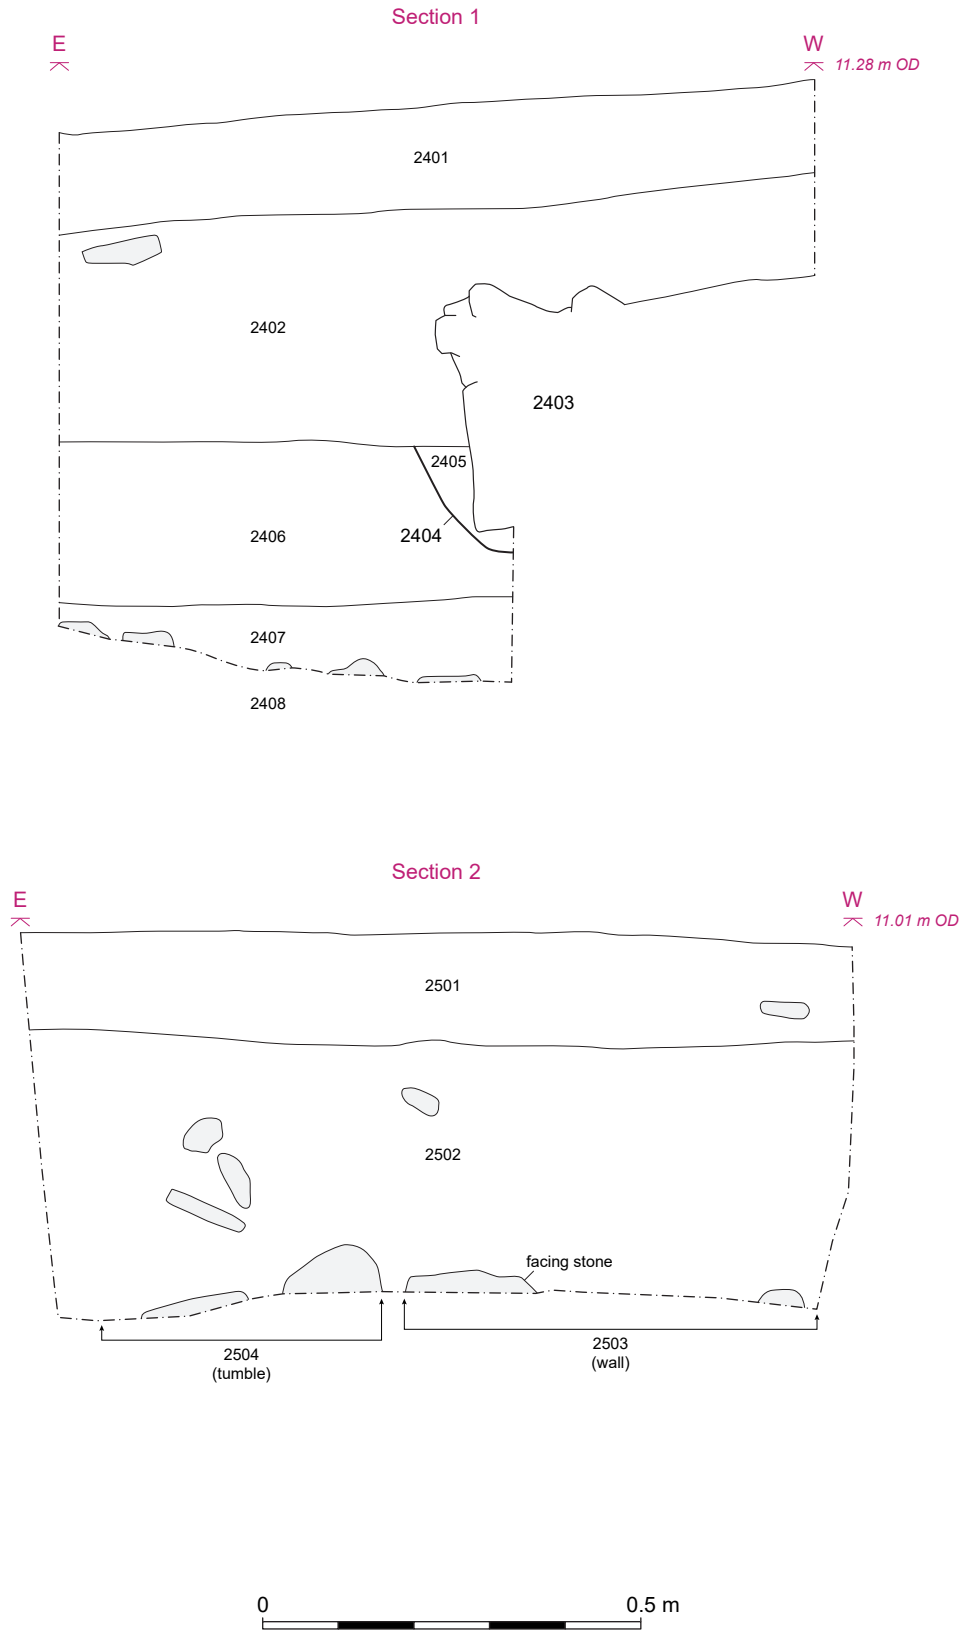 Section 1
E
W
11.28 m OD
2401
2402
2403
2405
2404
2406
2407
2408
Section 2
E
W
11.01 m OD
2501
2502
facing stone
2503
(wall)
2504
(tumble)
0
0.5 m